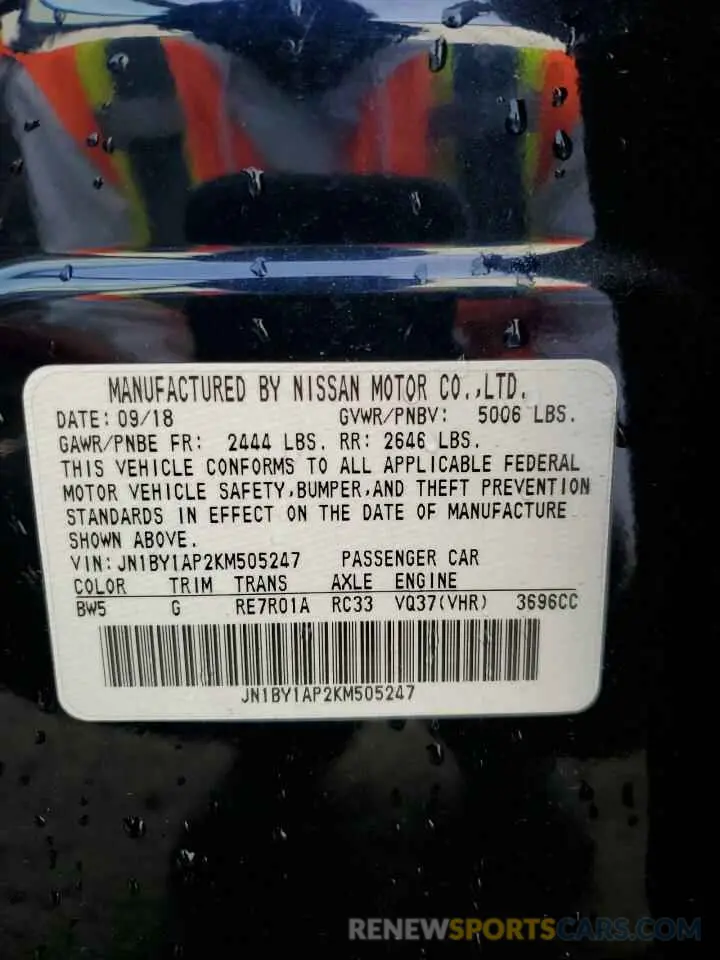 MANUFACTURED BY NISSAN MOTOR CO.,LTD.
DATE: 09/18 GVWR/PNBV: 5006 LBS.
GAWR/PNBE FR: 2444 LBS. RR: 2646 LBS.
THIS VEHICLE CONFORMS TO ALL APPLICABLE FEDERAL
MOTOR VEHICLE SAFETY,BUMPER,AND THEFT PREVENTION
STANDARDS IN EFFECT ON THE DATE OF MANUFACTURE
SHOWN ABOVE.
VIN: JN1BY1AP2KM505247 PASSENGER CAR
COLOR TRIM TRANS AXLE ENGINE
BW5 G RE7R01A RC33 VQ37(VHR) 3696CC
JN1BY1AP2KM505247
RENEWSPORTSCARS.COM